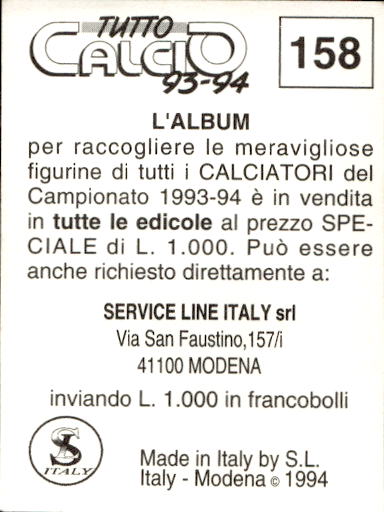 TUTTO
CALCIO
93-94
158
L'ALBUM
per raccogliere le meravigliose
figurine di tutti i CALCIATORI del
Campionato 1993-94 è in vendita
in tutte le edicole al prezzo SPE-
CIALE di L. 1.000. Può essere
anche richiesto direttamente a:
SERVICE LINE ITALY srl
Via San Faustino,157/i
41100 MODENA
inviando L. 1.000 in francobolli
SL
ITALY
Made in Italy by S.L.
Italy - Modena © 1994